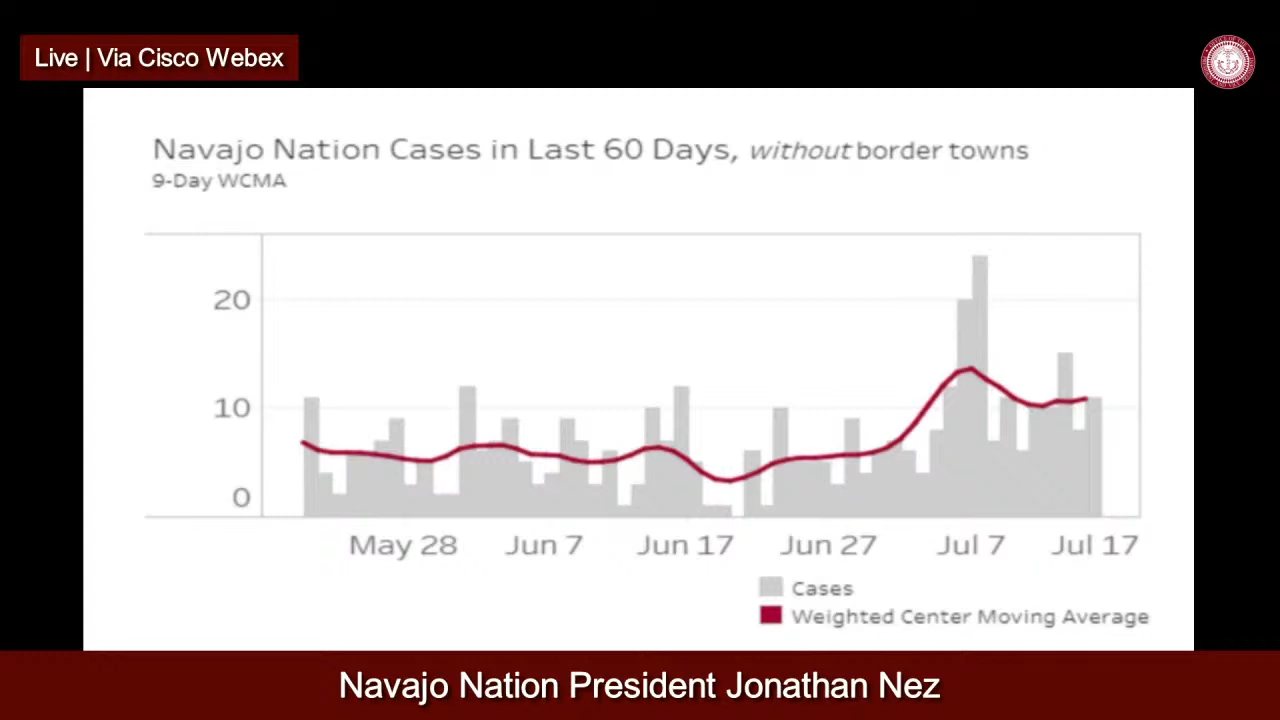 Live | Via Cisco Webex
Navajo Nation Cases in Last 60 Days, without border towns
9-Day WCMA
20
10
0
May 28 Jun 7 Jun 17 Jun 27 Jul 7 Jul 17
Cases
Weighted Center Moving Average
Navajo Nation President Jonathan Nez